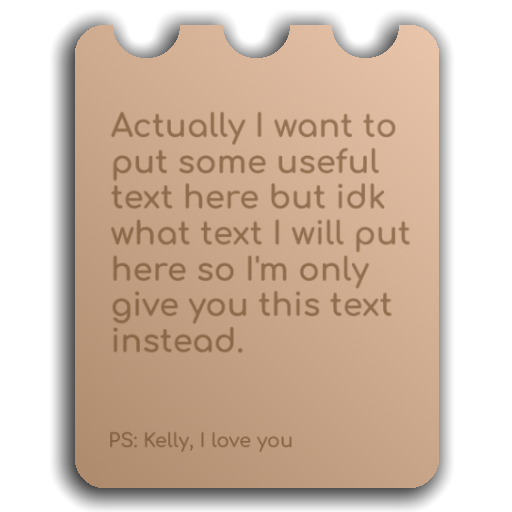 Actually I want to
put some useful
text here but idk
what text I will put
here so I'm only
give you this text
instead.
PS: Kelly, I love you